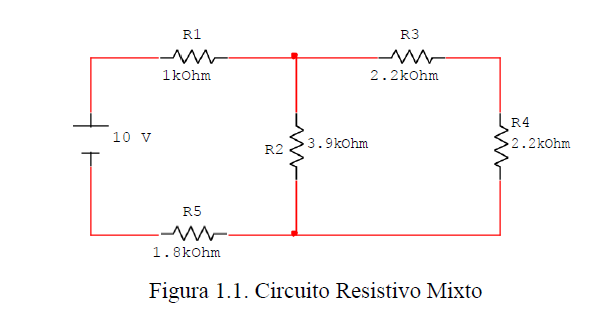 R1
1kOhm
R3
2.2kOhm
10 V
R2
3.9kOhm
R4
2.2kOhm
R5
1.8kOhm
Figura 1.1. Circuito Resistivo Mixto